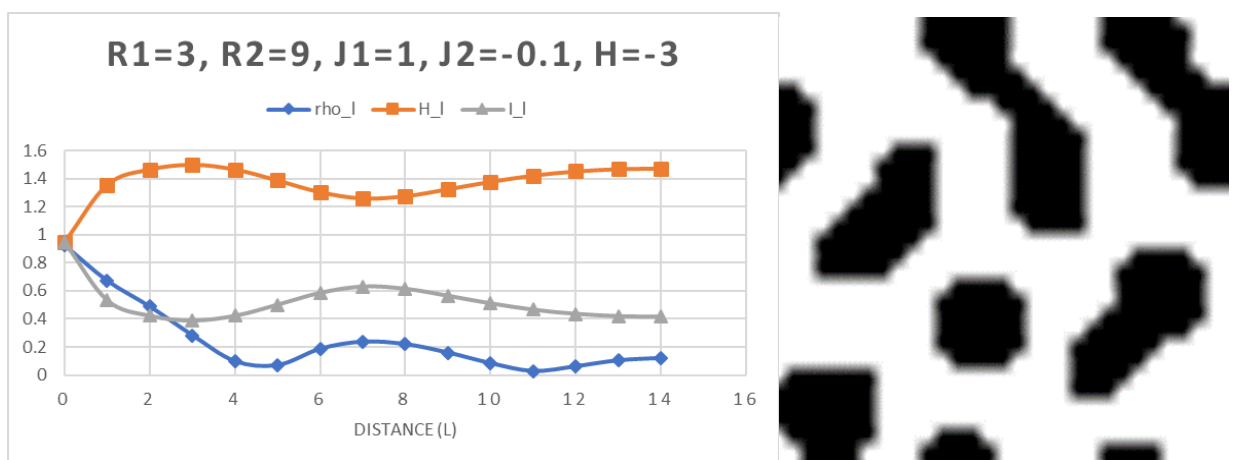 R1=3, R2=9, J1=1, J2=-0.1, H=-3
rho_l H_l I_l
1.6
1.4
1.2
1
0.8
0.6
0.4
0.2
0
0 2 4 6 8 10 12 14 16
DISTANCE (L)